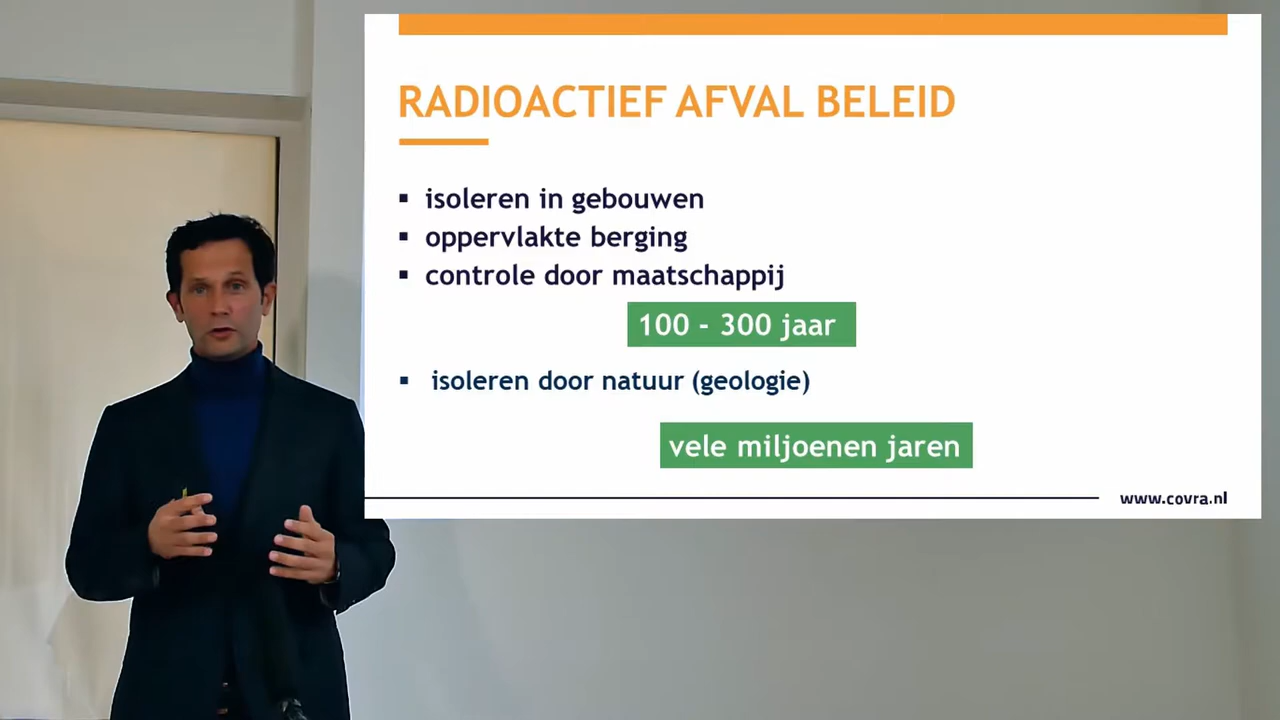 RADIOACTIEF AFVAL BELEID
▪ isoleren in gebouwen
▪ oppervlakte berging
▪ controle door maatschappij
100 - 300 jaar
▪ isoleren door natuur (geologie)
vele miljoenen jaren
www.covra.nl